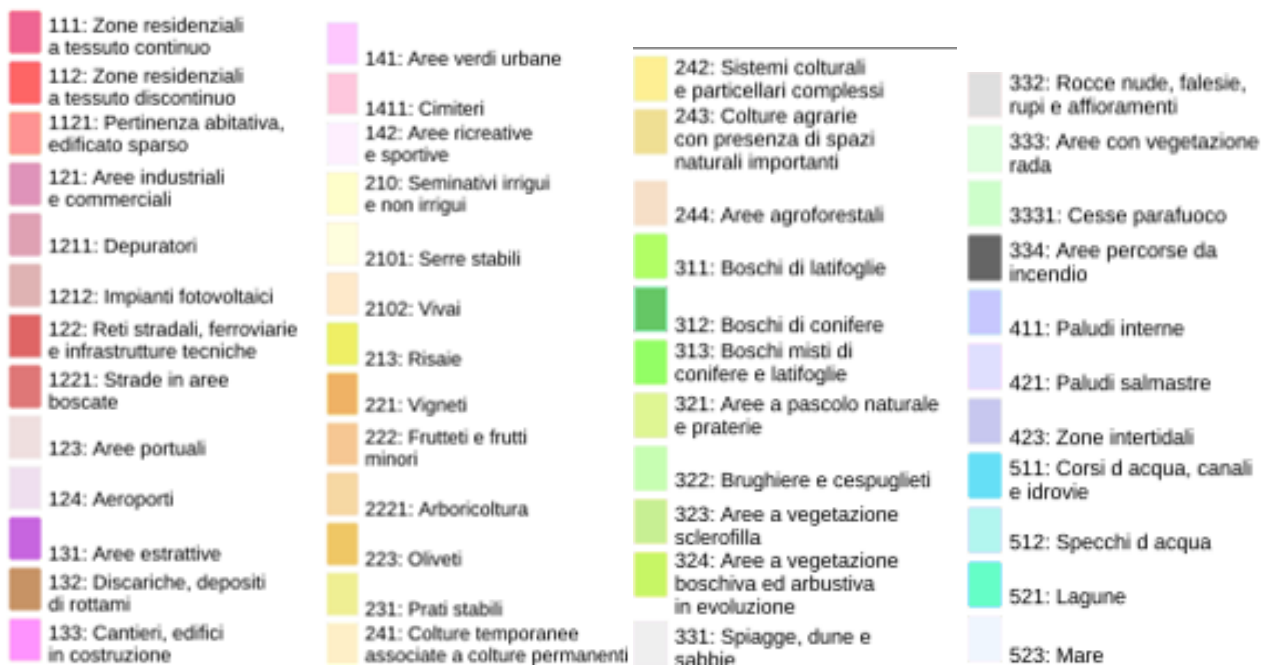 111: Zone residenziali
a tessuto continuo
112: Zone residenziali
a tessuto discontinuo
1121: Pertinenza abitativa,
edificato sparso
121: Aree industriali
e commerciali
1211: Depuratori
1212: Impianti fotovoltaici
122: Reti stradali, ferroviarie
e infrastrutture tecniche
1221: Strade in aree
boscate
123: Aree portuali
124: Aeroporti
131: Aree estrattive
132: Discariche, depositi
di rottami
133: Cantieri, edifici
in costruzione
141: Aree verdi urbane
1411: Cimiteri
142: Aree ricreative
e sportive
210: Seminativi irrigui
e non irrigui
2101: Serre stabili
2102: Vivai
213: Risaie
221: Vigneti
222: Frutteti e frutti
minori
2221: Arboricoltura
223: Oliveti
231: Prati stabili
241: Colture temporanee
associate a colture permanenti
242: Sistemi colturali
e particellari complessi
243: Colture agrarie
con presenza di spazi
naturali importanti
244: Aree agroforestali
311: Boschi di latifoglie
312: Boschi di conifere
313: Boschi misti di
conifere e latifoglie
321: Aree a pascolo naturale
e praterie
322: Brughiere e cespuglieti
323: Aree a vegetazione
sclerofilla
324: Aree a vegetazione
boschiva ed arbustiva
in evoluzione
331: Spiagge, dune e
sabbie
332: Rocce nude, falesie,
rupi e affioramenti
333: Aree con vegetazione
rada
3331: Cesse parafuoco
334: Aree percorse da
incendio
411: Paludi interne
421: Paludi salmastre
423: Zone intertidali
511: Corsi d acqua, canali
e idrovie
512: Specchi d acqua
521: Lagune
523: Mare